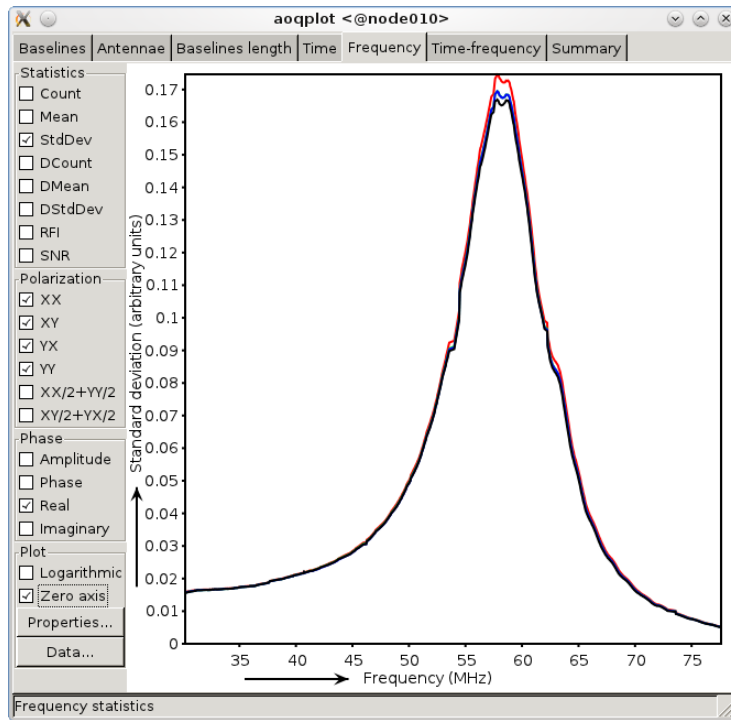 aoqplot <@node010>
Baselines Antennae Baselines length Time Frequency Time-frequency Summary
Statistics
Count
Mean
StdDev
DCount
DMean
DStdDev
RFI
SNR
Polarization
XX
XY
YX
YY
XX/2+YY/2
XY/2+YX/2
Phase
Amplitude
Phase
Real
Imaginary
Plot
Logarithmic
Zero axis
Properties...
Data...
Standard deviation (arbitrary units)
0.17
0.16
0.15
0.14
0.13
0.12
0.11
0.1
0.09
0.08
0.07
0.06
0.05
0.04
0.03
0.02
0.01
0
35 40 45 50 55 60 65 70 75
Frequency (MHz)
Frequency statistics